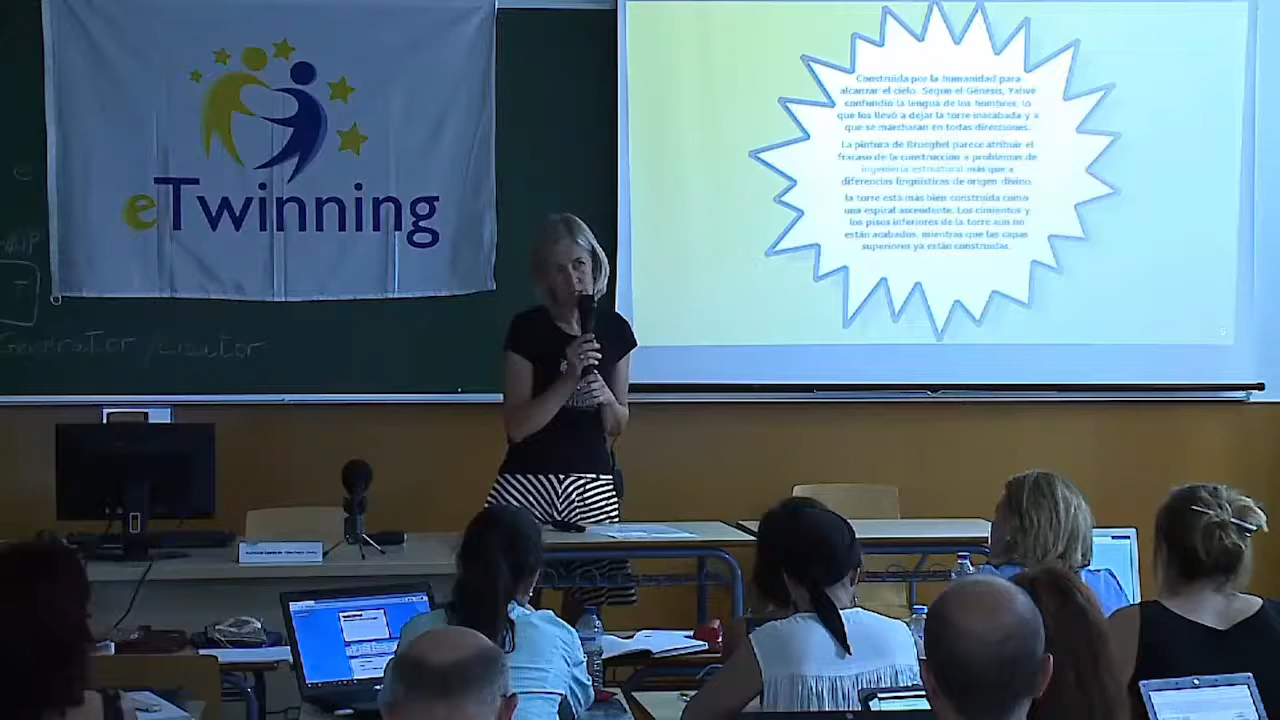 eTwinning
Construida por la humanidad para
alcanzar el cielo. Según el Génesis, Yahvé
confundió la lengua de los hombres, lo
que los llevó a dejar la torre inacabada y a
que se marcharan en todas direcciones.
La pintura de Brueghel parece atribuir el
fracaso de la construcción a problemas de
ingeniería estructural más que a
diferencias lingüísticas de origen divino.
la torre está más bien construida como
una espiral ascendente. Los cimientos y
los pisos inferiores de la torre aún no
están acabados, mientras que las capas
superiores ya están construidas.
5
Generator / creator